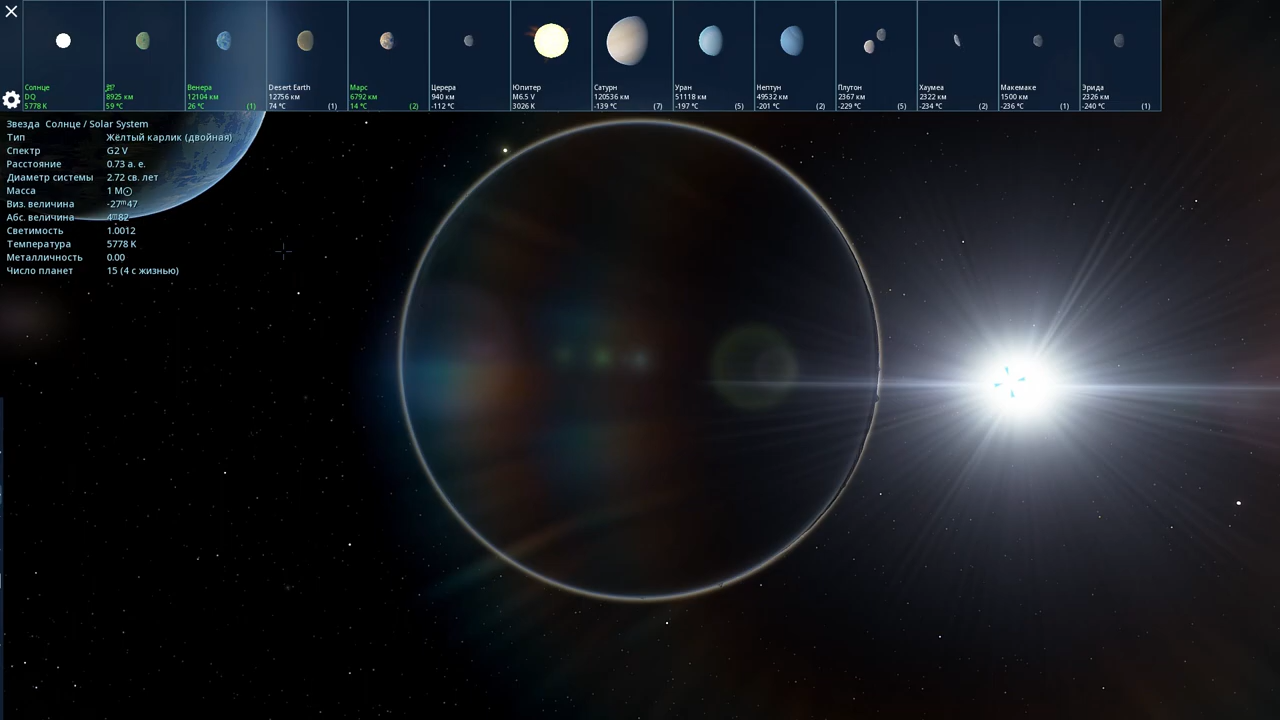 Солнце
DQ
5778 K
8925 км
59 °C
Венера
12104 км
26 °C (1)
Desert Earth
12756 км
74 °C (1)
Марс
6792 км
14 °C (2)
Церера
940 км
-112 °C
Юпитер
M6.5 V
3026 K
Сатурн
120536 км
-139 °C (7)
Уран
51118 км
-197 °C (5)
Нептун
49532 км
-201 °C (2)
Плутон
2367 км
-229 °C (5)
Хаумеа
2322 км
-234 °C (2)
Макемаке
1500 км
-236 °C (1)
Эрида
2326 км
-240 °C (1)
Звезда Солнце / Solar System
Тип Жёлтый карлик (двойная)
Спектр G2 V
Расстояние 0.73 а. е.
Диаметр системы 2.72 св. лет
Масса 1 M☉
Виз. величина -27ᵐ47
Абс. величина 4ᵐ82
Светимость 1.0012
Температура 5778 K
Металличность 0.00
Число планет 15 (4 с жизнью)